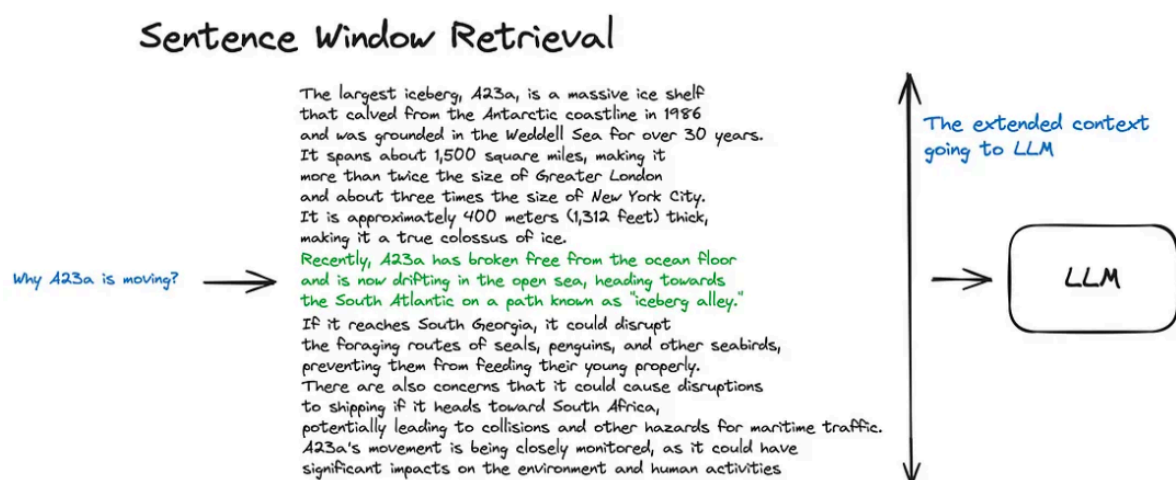 Sentence Window Retrieval
The largest iceberg, A23a, is a massive ice shelf
that calved from the Antarctic coastline in 1986
and was grounded in the Weddell Sea for over 30 years.
It spans about 1,500 square miles, making it
more than twice the size of Greater London
and about three times the size of New York City.
It is approximately 400 meters (1,312 feet) thick,
making it a true colossus of ice.
Recently, A23a has broken free from the ocean floor
and is now drifting in the open sea, heading towards
the South Atlantic on a path known as "iceberg alley."
If it reaches South Georgia, it could disrupt
the foraging routes of seals, penguins, and other seabirds,
preventing them from feeding their young properly.
There are also concerns that it could cause disruptions
to shipping if it heads toward South Africa,
potentially leading to collisions and other hazards for maritime traffic.
A23a's movement is being closely monitored, as it could have
significant impacts on the environment and human activities
Why A23a is moving?
The extended context
going to LLM
LLM